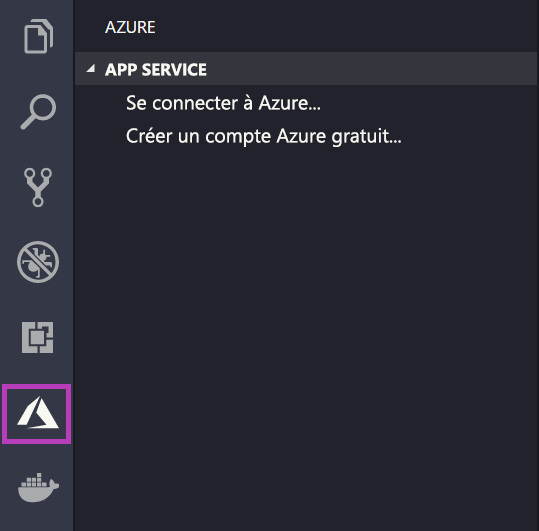 AZURE
APP SERVICE
Se connecter à Azure...
Créer un compte Azure gratuit...